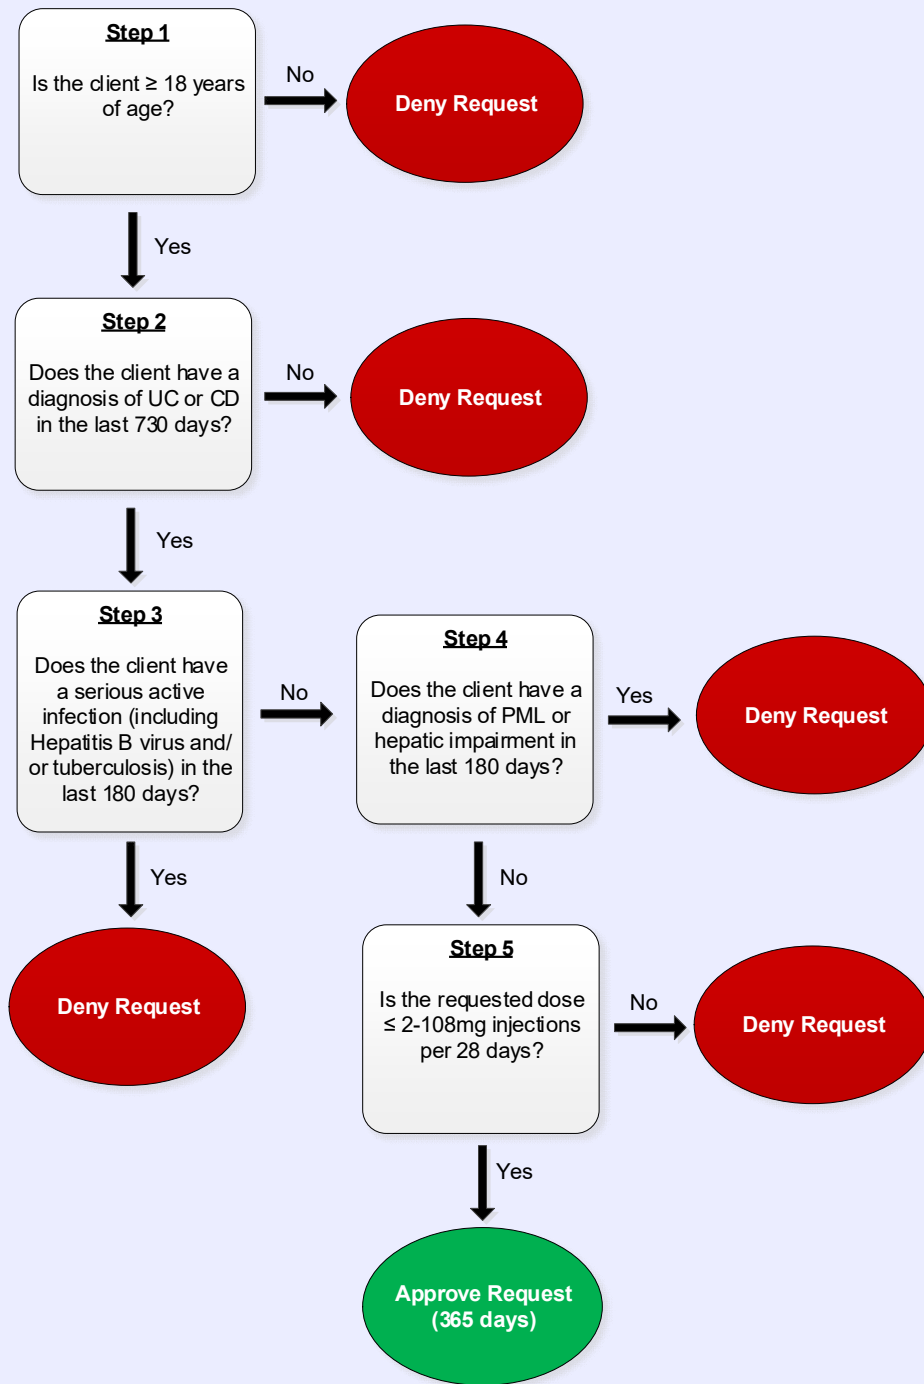 Step 1
Is the client ≥ 18 years
of age?
No
Deny Request
Yes
Step 2
Does the client have a
diagnosis of UC or CD
in the last 730 days?
No
Deny Request
Yes
Step 3
Does the client have
a serious active
infection (including
Hepatitis B virus and/
or tuberculosis) in the
last 180 days?
No
Step 4
Does the client have a
diagnosis of PML or
hepatic impairment in
the last 180 days?
Yes
Deny Request
Yes
Deny Request
No
Step 5
Is the requested dose
≤ 2-108mg injections
per 28 days?
No
Deny Request
Yes
Approve Request
(365 days)